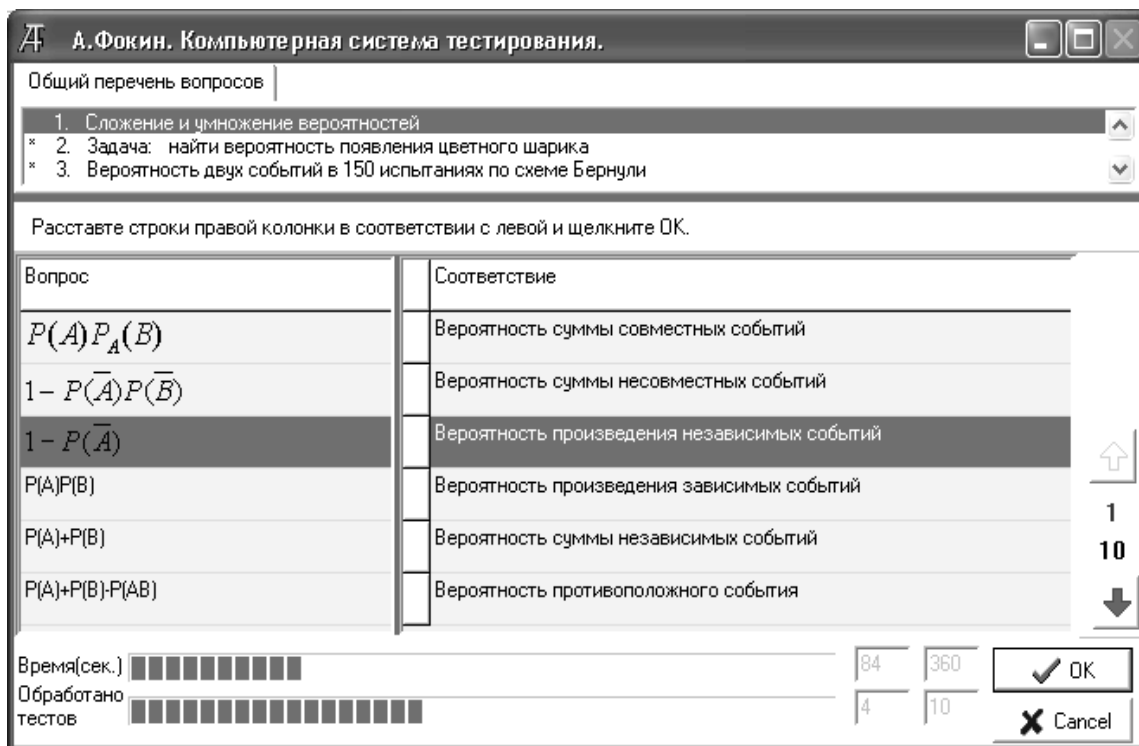 А.Фокин. Компьютерная система тестирования.
Общий перечень вопросов
1. Сложение и умножение вероятностей
* 2. Задача: найти вероятность появления цветного шарика
* 3. Вероятность двух событий в 150 испытаниях по схеме Бернули
Расставте строки правой колонки в соответствии с левой и щелкните ОК.
Вопрос Соответствие
P(A)P_A(B) Вероятность суммы совместных событий
1 − P(A̅)P(B̅) Вероятность суммы несовместных событий
1 − P(A̅) Вероятность произведения независимых событий
P(A)P(B) Вероятность произведения зависимых событий
P(A)+P(B) Вероятность суммы независимых событий
P(A)+P(B)-P(AB) Вероятность противоположного события
1
10
Время(сек.) 84 360 OK
Обработано
тестов 4 10 Cancel